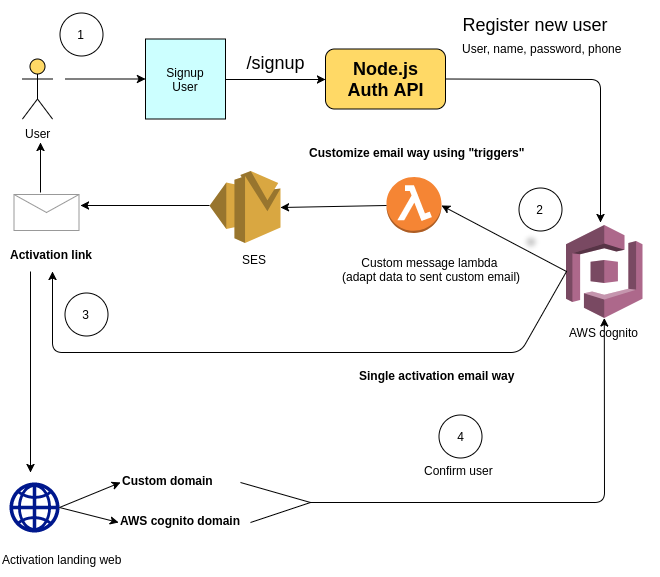 1
Register new user
User, name, password, phone
Signup
User
/signup
Node.js
Auth API
User
Customize email way using "triggers"
2
Activation link
SES
Custom message lambda
(adapt data to sent custom email)
3
AWS cognito
Single activation email way
4
Confirm user
Custom domain
AWS cognito domain
Activation landing web